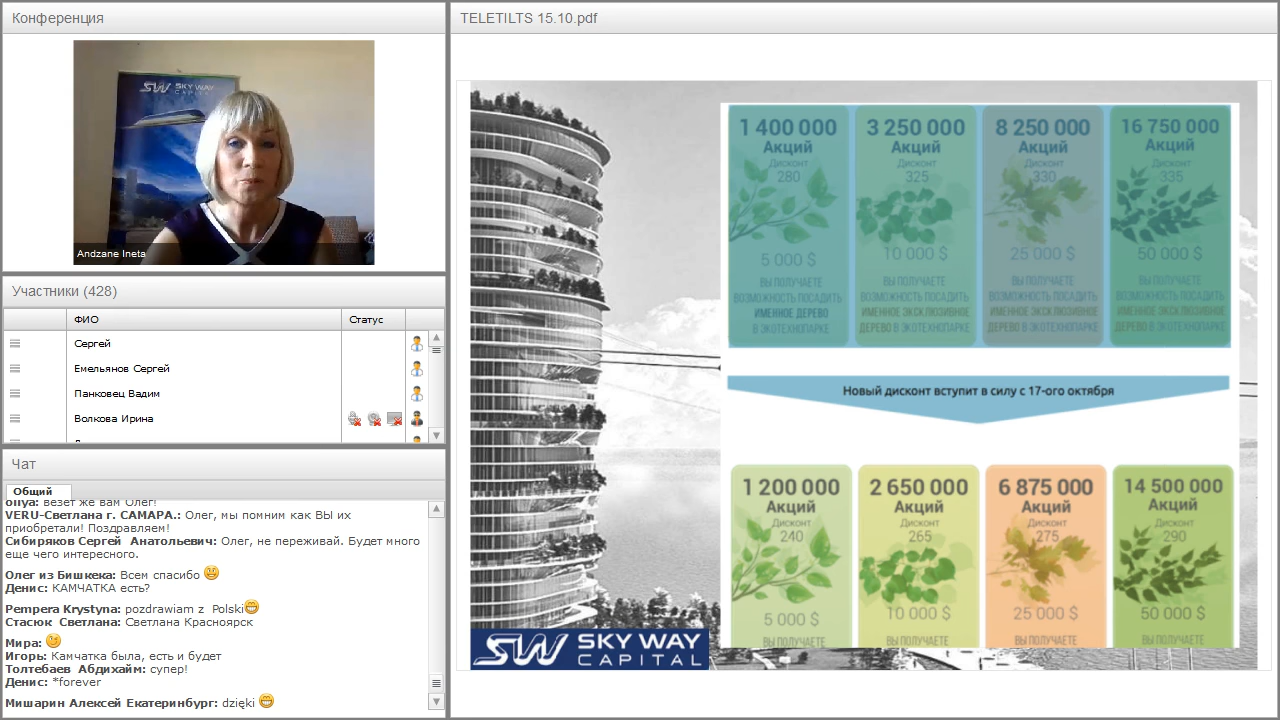 Конференция
SW SKY WAY
CAPITAL
Andzane Ineta
Участники (428)
ФИО
Статус
Сергей
Емельянов Сергей
Панковец Вадим
Волкова Ирина
Чат
Общий
onya: везет же вам Олег!
VERU-Светлана г. САМАРА.: Олег, мы помним как ВЫ их
приобретали! Поздравляем!
Сибиряков Сергей Анатольевич: Олег, не переживай. Будет много
еще чего интересного.
Олег из Бишкека: Всем спасибо
Денис: КАМЧАТКА есть?
Pempera Krystyna: pozdrawiam z Polski
Стасюк Светлана: Светлана Красноярск
Мира:
Игорь: Камчатка была, есть и будет
Толтебаев Абдихайм: супер!
Денис: *forever
Мишарин Алексей Екатеринбург: dzięki
TELETILTS 15.10.pdf
1 400 000
Акций
Дисконт
280
5 000 $
ВЫ ПОЛУЧАЕТЕ
ВОЗМОЖНОСТЬ ПОСАДИТЬ
ИМЕННОЕ ДЕРЕВО
В ЭКОТЕХНОПАРКЕ
3 250 000
Акций
Дисконт
325
10 000 $
ВЫ ПОЛУЧАЕТЕ
ВОЗМОЖНОСТЬ ПОСАДИТЬ
ИМЕННОЕ ЭКСКЛЮЗИВНОЕ
ДЕРЕВО В ЭКОТЕХНОПАРКЕ
8 250 000
Акций
Дисконт
330
25 000 $
ВЫ ПОЛУЧАЕТЕ
ВОЗМОЖНОСТЬ ПОСАДИТЬ
ИМЕННОЕ ЭКСКЛЮЗИВНОЕ
ДЕРЕВО В ЭКОТЕХНОПАРКЕ
16 750 000
Акций
Дисконт
335
50 000 $
ВЫ ПОЛУЧАЕТЕ
ВОЗМОЖНОСТЬ ПОСАДИТЬ
ИМЕННОЕ ЭКСКЛЮЗИВНОЕ
ДЕРЕВО В ЭКОТЕХНОПАРКЕ
Новый дисконт вступит в силу с 17-ого октября
1 200 000
Акций
Дисконт
240
5 000 $
ВЫ ПОЛУЧАЕТЕ
2 650 000
Акций
Дисконт
265
10 000 $
ВЫ ПОЛУЧАЕТЕ
6 875 000
Акций
Дисконт
275
25 000 $
ВЫ ПОЛУЧАЕТЕ
14 500 000
Акций
Дисконт
290
50 000 $
ВЫ ПОЛУЧАЕТЕ
SW SKY WAY
CAPITAL